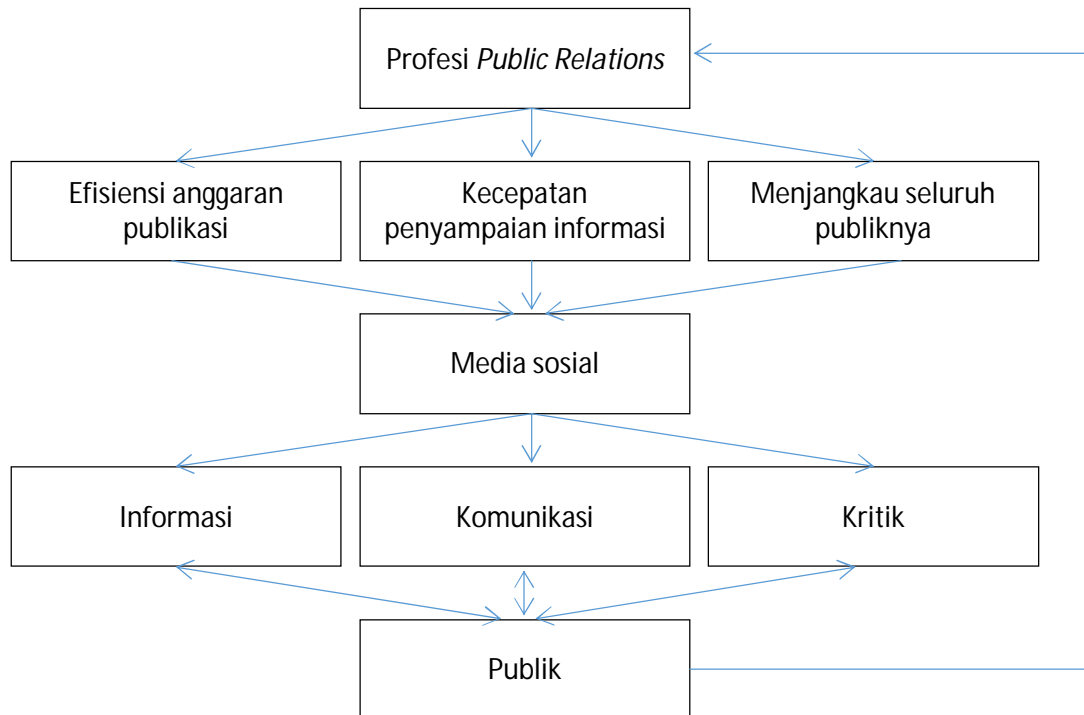 Profesi Public Relations
Efisiensi anggaran
publikasi
Kecepatan
penyampaian informasi
Menjangkau seluruh
publiknya
Media sosial
Informasi
Komunikasi
Kritik
Publik